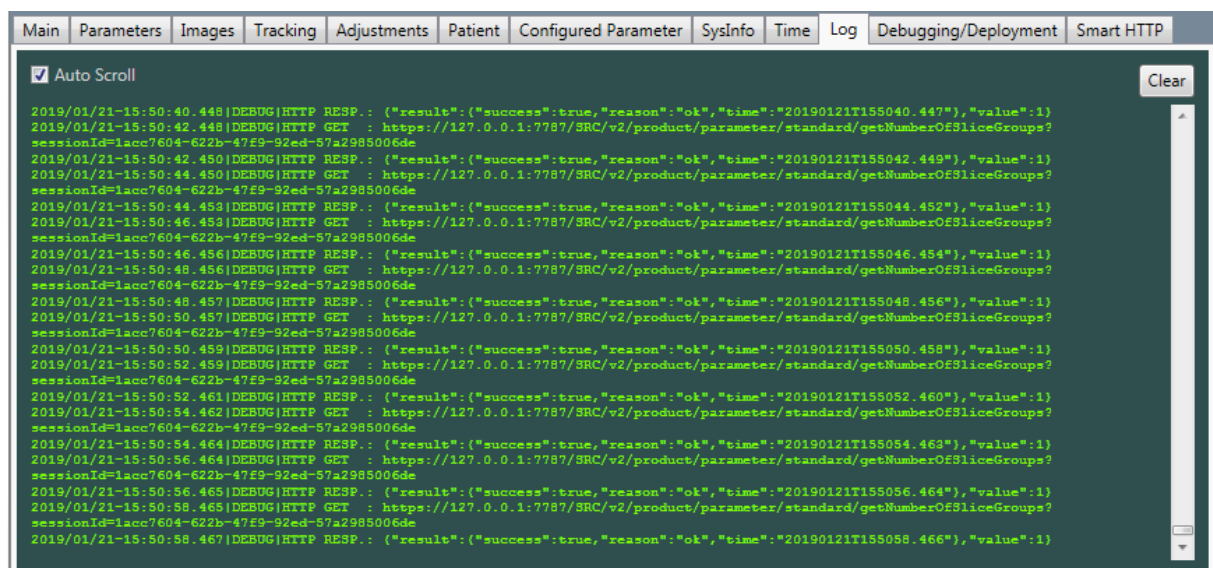 Main Parameters Images Tracking Adjustments Patient Configured Parameter SysInfo Time Log Debugging/Deployment Smart HTTP
Auto Scroll
Clear
2019/01/21-15:50:40.448|DEBUG|HTTP RESP.: {"result":{"success":true,"reason":"ok","time":"20190121T155040.447"},"value":1}
2019/01/21-15:50:42.448|DEBUG|HTTP GET  : https://127.0.0.1:7787/SRC/v2/product/parameter/standard/getNumberOfSliceGroups?
sessionId=1acc7604-622b-47f9-92ed-57a2985006de
2019/01/21-15:50:42.450|DEBUG|HTTP RESP.: {"result":{"success":true,"reason":"ok","time":"20190121T155042.449"},"value":1}
2019/01/21-15:50:44.450|DEBUG|HTTP GET  : https://127.0.0.1:7787/SRC/v2/product/parameter/standard/getNumberOfSliceGroups?
sessionId=1acc7604-622b-47f9-92ed-57a2985006de
2019/01/21-15:50:44.453|DEBUG|HTTP RESP.: {"result":{"success":true,"reason":"ok","time":"20190121T155044.452"},"value":1}
2019/01/21-15:50:46.453|DEBUG|HTTP GET  : https://127.0.0.1:7787/SRC/v2/product/parameter/standard/getNumberOfSliceGroups?
sessionId=1acc7604-622b-47f9-92ed-57a2985006de
2019/01/21-15:50:46.456|DEBUG|HTTP RESP.: {"result":{"success":true,"reason":"ok","time":"20190121T155046.454"},"value":1}
2019/01/21-15:50:48.456|DEBUG|HTTP GET  : https://127.0.0.1:7787/SRC/v2/product/parameter/standard/getNumberOfSliceGroups?
sessionId=1acc7604-622b-47f9-92ed-57a2985006de
2019/01/21-15:50:48.457|DEBUG|HTTP RESP.: {"result":{"success":true,"reason":"ok","time":"20190121T155048.456"},"value":1}
2019/01/21-15:50:50.457|DEBUG|HTTP GET  : https://127.0.0.1:7787/SRC/v2/product/parameter/standard/getNumberOfSliceGroups?
sessionId=1acc7604-622b-47f9-92ed-57a2985006de
2019/01/21-15:50:50.459|DEBUG|HTTP RESP.: {"result":{"success":true,"reason":"ok","time":"20190121T155050.458"},"value":1}
2019/01/21-15:50:52.459|DEBUG|HTTP GET  : https://127.0.0.1:7787/SRC/v2/product/parameter/standard/getNumberOfSliceGroups?
sessionId=1acc7604-622b-47f9-92ed-57a2985006de
2019/01/21-15:50:52.461|DEBUG|HTTP RESP.: {"result":{"success":true,"reason":"ok","time":"20190121T155052.460"},"value":1}
2019/01/21-15:50:54.462|DEBUG|HTTP GET  : https://127.0.0.1:7787/SRC/v2/product/parameter/standard/getNumberOfSliceGroups?
sessionId=1acc7604-622b-47f9-92ed-57a2985006de
2019/01/21-15:50:54.464|DEBUG|HTTP RESP.: {"result":{"success":true,"reason":"ok","time":"20190121T155054.463"},"value":1}
2019/01/21-15:50:56.464|DEBUG|HTTP GET  : https://127.0.0.1:7787/SRC/v2/product/parameter/standard/getNumberOfSliceGroups?
sessionId=1acc7604-622b-47f9-92ed-57a2985006de
2019/01/21-15:50:56.465|DEBUG|HTTP RESP.: {"result":{"success":true,"reason":"ok","time":"20190121T155056.464"},"value":1}
2019/01/21-15:50:58.465|DEBUG|HTTP GET  : https://127.0.0.1:7787/SRC/v2/product/parameter/standard/getNumberOfSliceGroups?
sessionId=1acc7604-622b-47f9-92ed-57a2985006de
2019/01/21-15:50:58.467|DEBUG|HTTP RESP.: {"result":{"success":true,"reason":"ok","time":"20190121T155058.466"},"value":1}